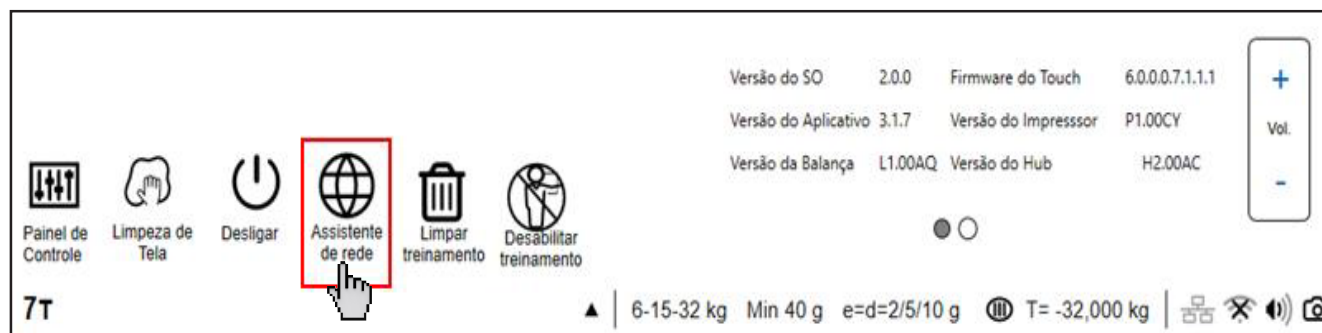 Versão do SO 2.0.0 Firmware do Touch 6.0.0.0.7.1.1.1
Versão do Aplicativo 3.1.7 Versão do Impresssor P1.00CY
Versão da Balança L1.00AQ Versão do Hub H2.00AC
+
Vol.
-
Painel de
Controle
Limpeza de
Tela
Desligar
Assistente
de rede
Limpar
treinamento
Desabilitar
treinamento
7T
6-15-32 kg Min 40 g e=d=2/5/10 g III T= -32,000 kg